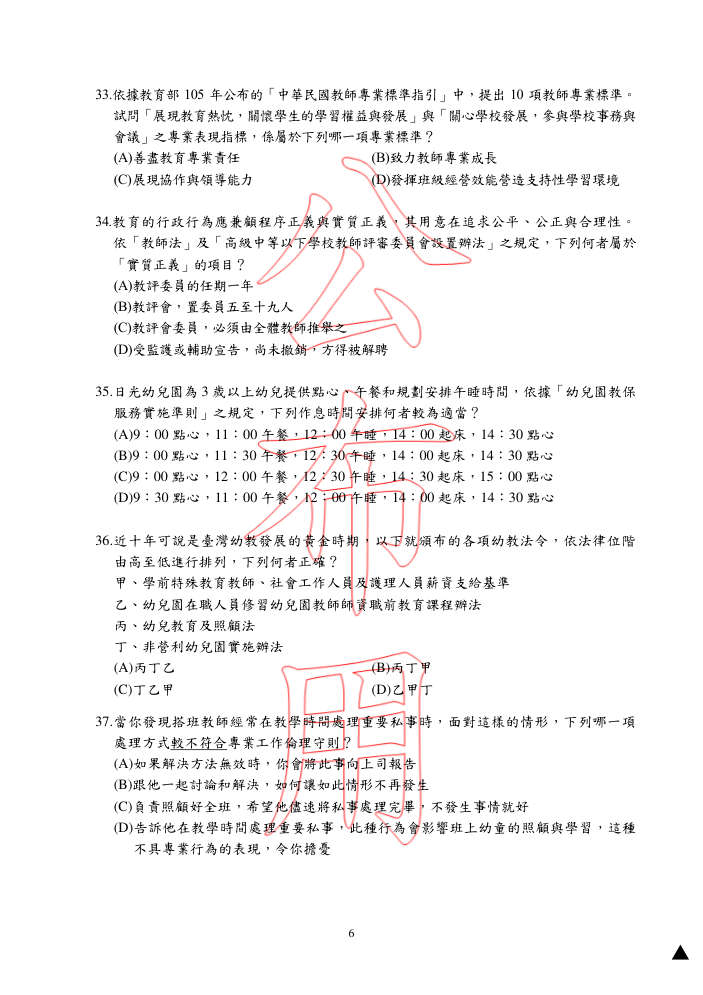 33.依據教育部 105 年公布的「中華民國教師專業標準指引」中，提出 10 項教師專業標準。
試問「展現教育熱忱，關懷學生的學習權益與發展」與「關心學校發展，參與學校事務與
會議」之專業表現指標，係屬於下列哪一項專業標準？
(A)善盡教育專業責任 (B)致力教師專業成長
(C)展現協作與領導能力 (D)發揮班級經營效能營造支持性學習環境
34.教育的行政行為應兼顧程序正義與實質正義，其用意在追求公平、公正與合理性。
依「教師法」及「高級中等以下學校教師評審委員會設置辦法」之規定，下列何者屬於
「實質正義」的項目？
(A)教評委員的任期一年
(B)教評會，置委員五至十九人
(C)教評會委員，必須由全體教師推舉之
(D)受監護或輔助宣告，尚未撤銷，方得被解聘
35.日光幼兒園為 3 歲以上幼兒提供點心、午餐和規劃安排午睡時間，依據「幼兒園教保
服務實施準則」之規定，下列作息時間安排何者較為適當？
(A)9：00 點心，11：00 午餐，12：00 午睡，14：00 起床，14：30 點心
(B)9：00 點心，11：30 午餐，12：30 午睡，14：00 起床，14：30 點心
(C)9：00 點心，12：00 午餐，12：30 午睡，14：30 起床，15：00 點心
(D)9：30 點心，11：00 午餐，12：00 午睡，14：00 起床，14：30 點心
36.近十年可說是臺灣幼教發展的黃金時期，以下就頒布的各項幼教法令，依法律位階
由高至低進行排列，下列何者正確？
甲、學前特殊教育教師、社會工作人員及護理人員薪資支給基準
乙、幼兒園在職人員修習幼兒園教師師資職前教育課程辦法
丙、幼兒教育及照顧法
丁、非營利幼兒園實施辦法
(A)丙丁乙 (B)丙丁甲
(C)丁乙甲 (D)乙甲丁
37.當你發現搭班教師經常在教學時間處理重要私事時，面對這樣的情形，下列哪一項
處理方式較不符合專業工作倫理守則？
(A)如果解決方法無效時，你會將此事向上司報告
(B)跟他一起討論和解決，如何讓如此情形不再發生
(C)負責照顧好全班，希望他儘速將私事處理完畢，不發生事情就好
(D)告訴他在教學時間處理重要私事，此種行為會影響班上幼童的照顧與學習，這種
不具專業行為的表現，令你擔憂
6
公
布
用